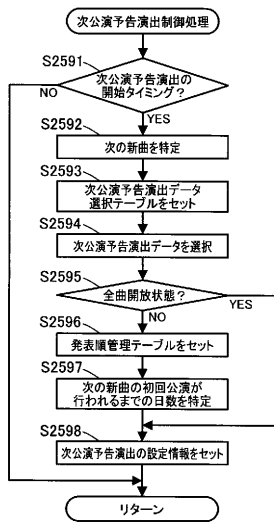 次公演予告演出制御処理
S2591
次公演予告演出の
開始タイミング？
NO
YES
S2592
次の新曲を特定
S2593
次公演予告演出データ
選択テーブルをセット
S2594
次公演予告演出データを選択
S2595
全曲開放状態？
YES
NO
S2596
発表順管理テーブルをセット
S2597
次の新曲の初回公演が
行われるまでの日数を特定
S2598
次公演予告演出の設定情報をセット
リターン